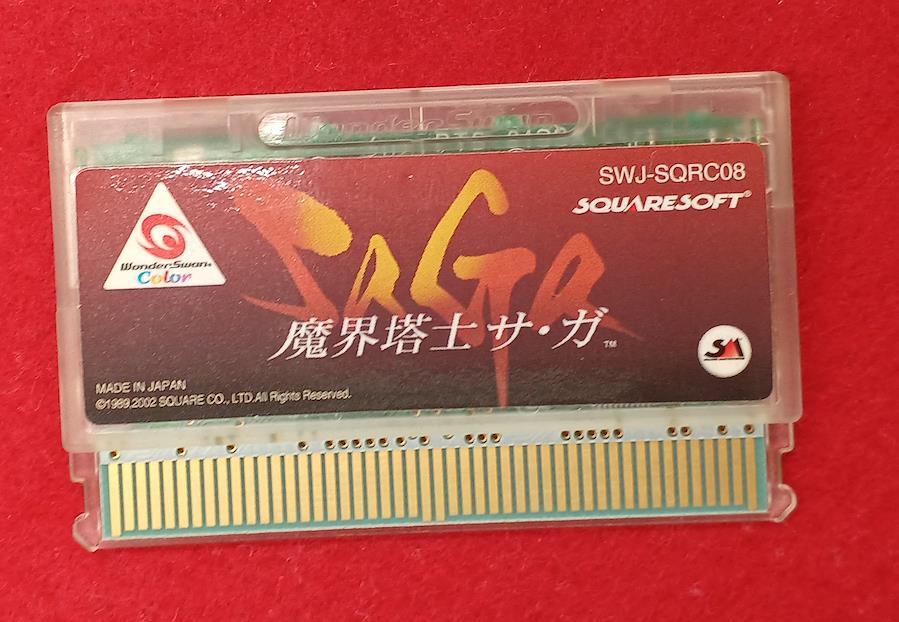 WonderSwan
SWJ-SQRC08
SQUARESOFT®
WonderSwan®
Color
SaGa
魔界塔士 サ・ガ™
MADE IN JAPAN
©1989,2002 SQUARE CO., LTD.All Rights Reserved.